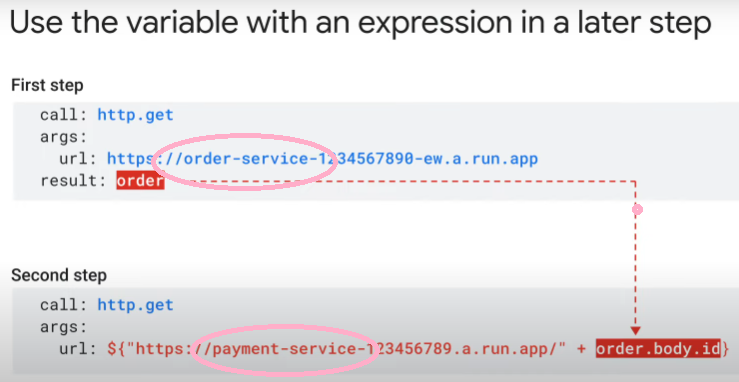 Use the variable with an expression in a later step
First step
call: http.get
args:
url: https://order-service-1234567890-ew.a.run.app
result: order
Second step
call: http.get
args:
url: ${"https://payment-service-123456789.a.run.app/" + order.body.id}